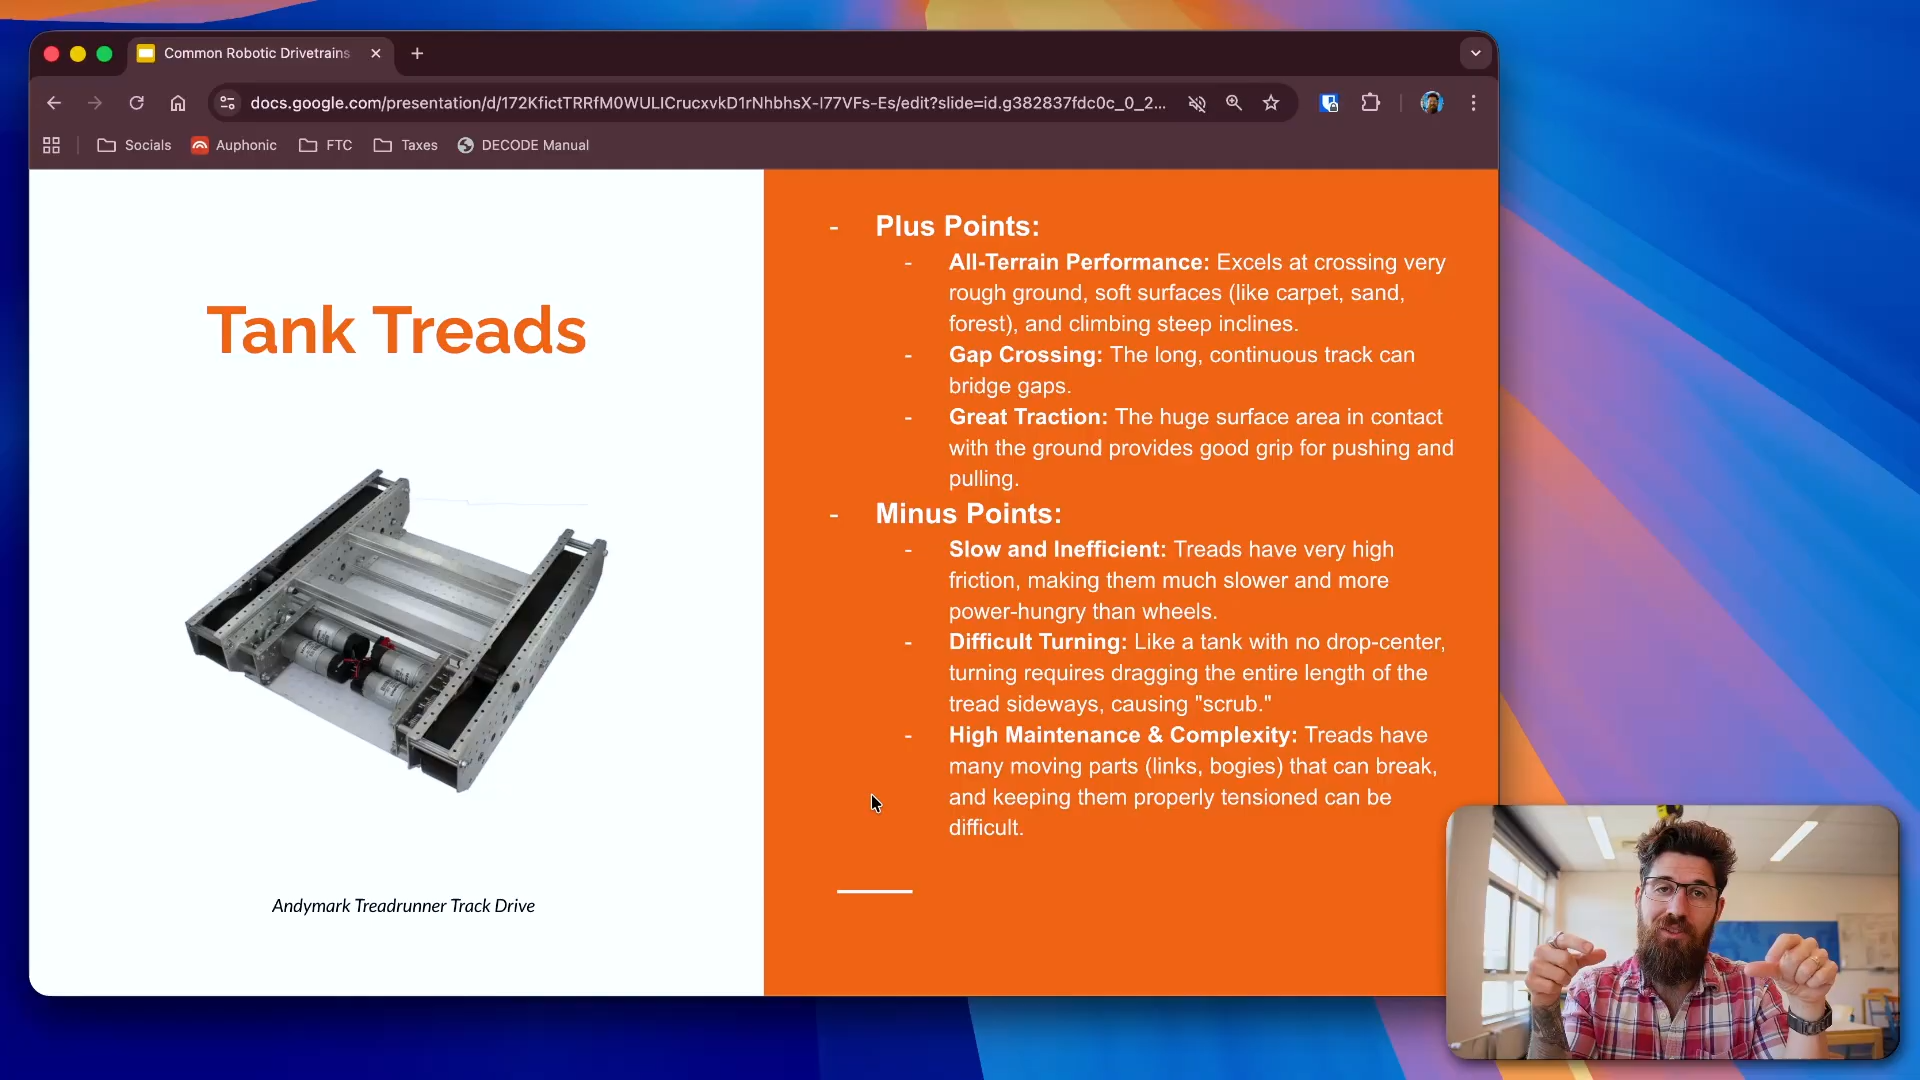 Common Robotic Drivetrains
docs.google.com/presentation/d/172KfictTRRfM0WULICrucxvkD1rNhbhsX-I77VFs-Es/edit?slide=id.g382837fdc0c_0_2...
Socials
Auphonic
FTC
Taxes
DECODE Manual
Tank Treads
Andymark Treadrunner Track Drive
- Plus Points:
- All-Terrain Performance: Excels at crossing very
rough ground, soft surfaces (like carpet, sand,
forest), and climbing steep inclines.
- Gap Crossing: The long, continuous track can
bridge gaps.
- Great Traction: The huge surface area in contact
with the ground provides good grip for pushing and
pulling.
- Minus Points:
- Slow and Inefficient: Treads have very high
friction, making them much slower and more
power-hungry than wheels.
- Difficult Turning: Like a tank with no drop-center,
turning requires dragging the entire length of the
tread sideways, causing "scrub."
- High Maintenance & Complexity: Treads have
many moving parts (links, bogies) that can break,
and keeping them properly tensioned can be
difficult.